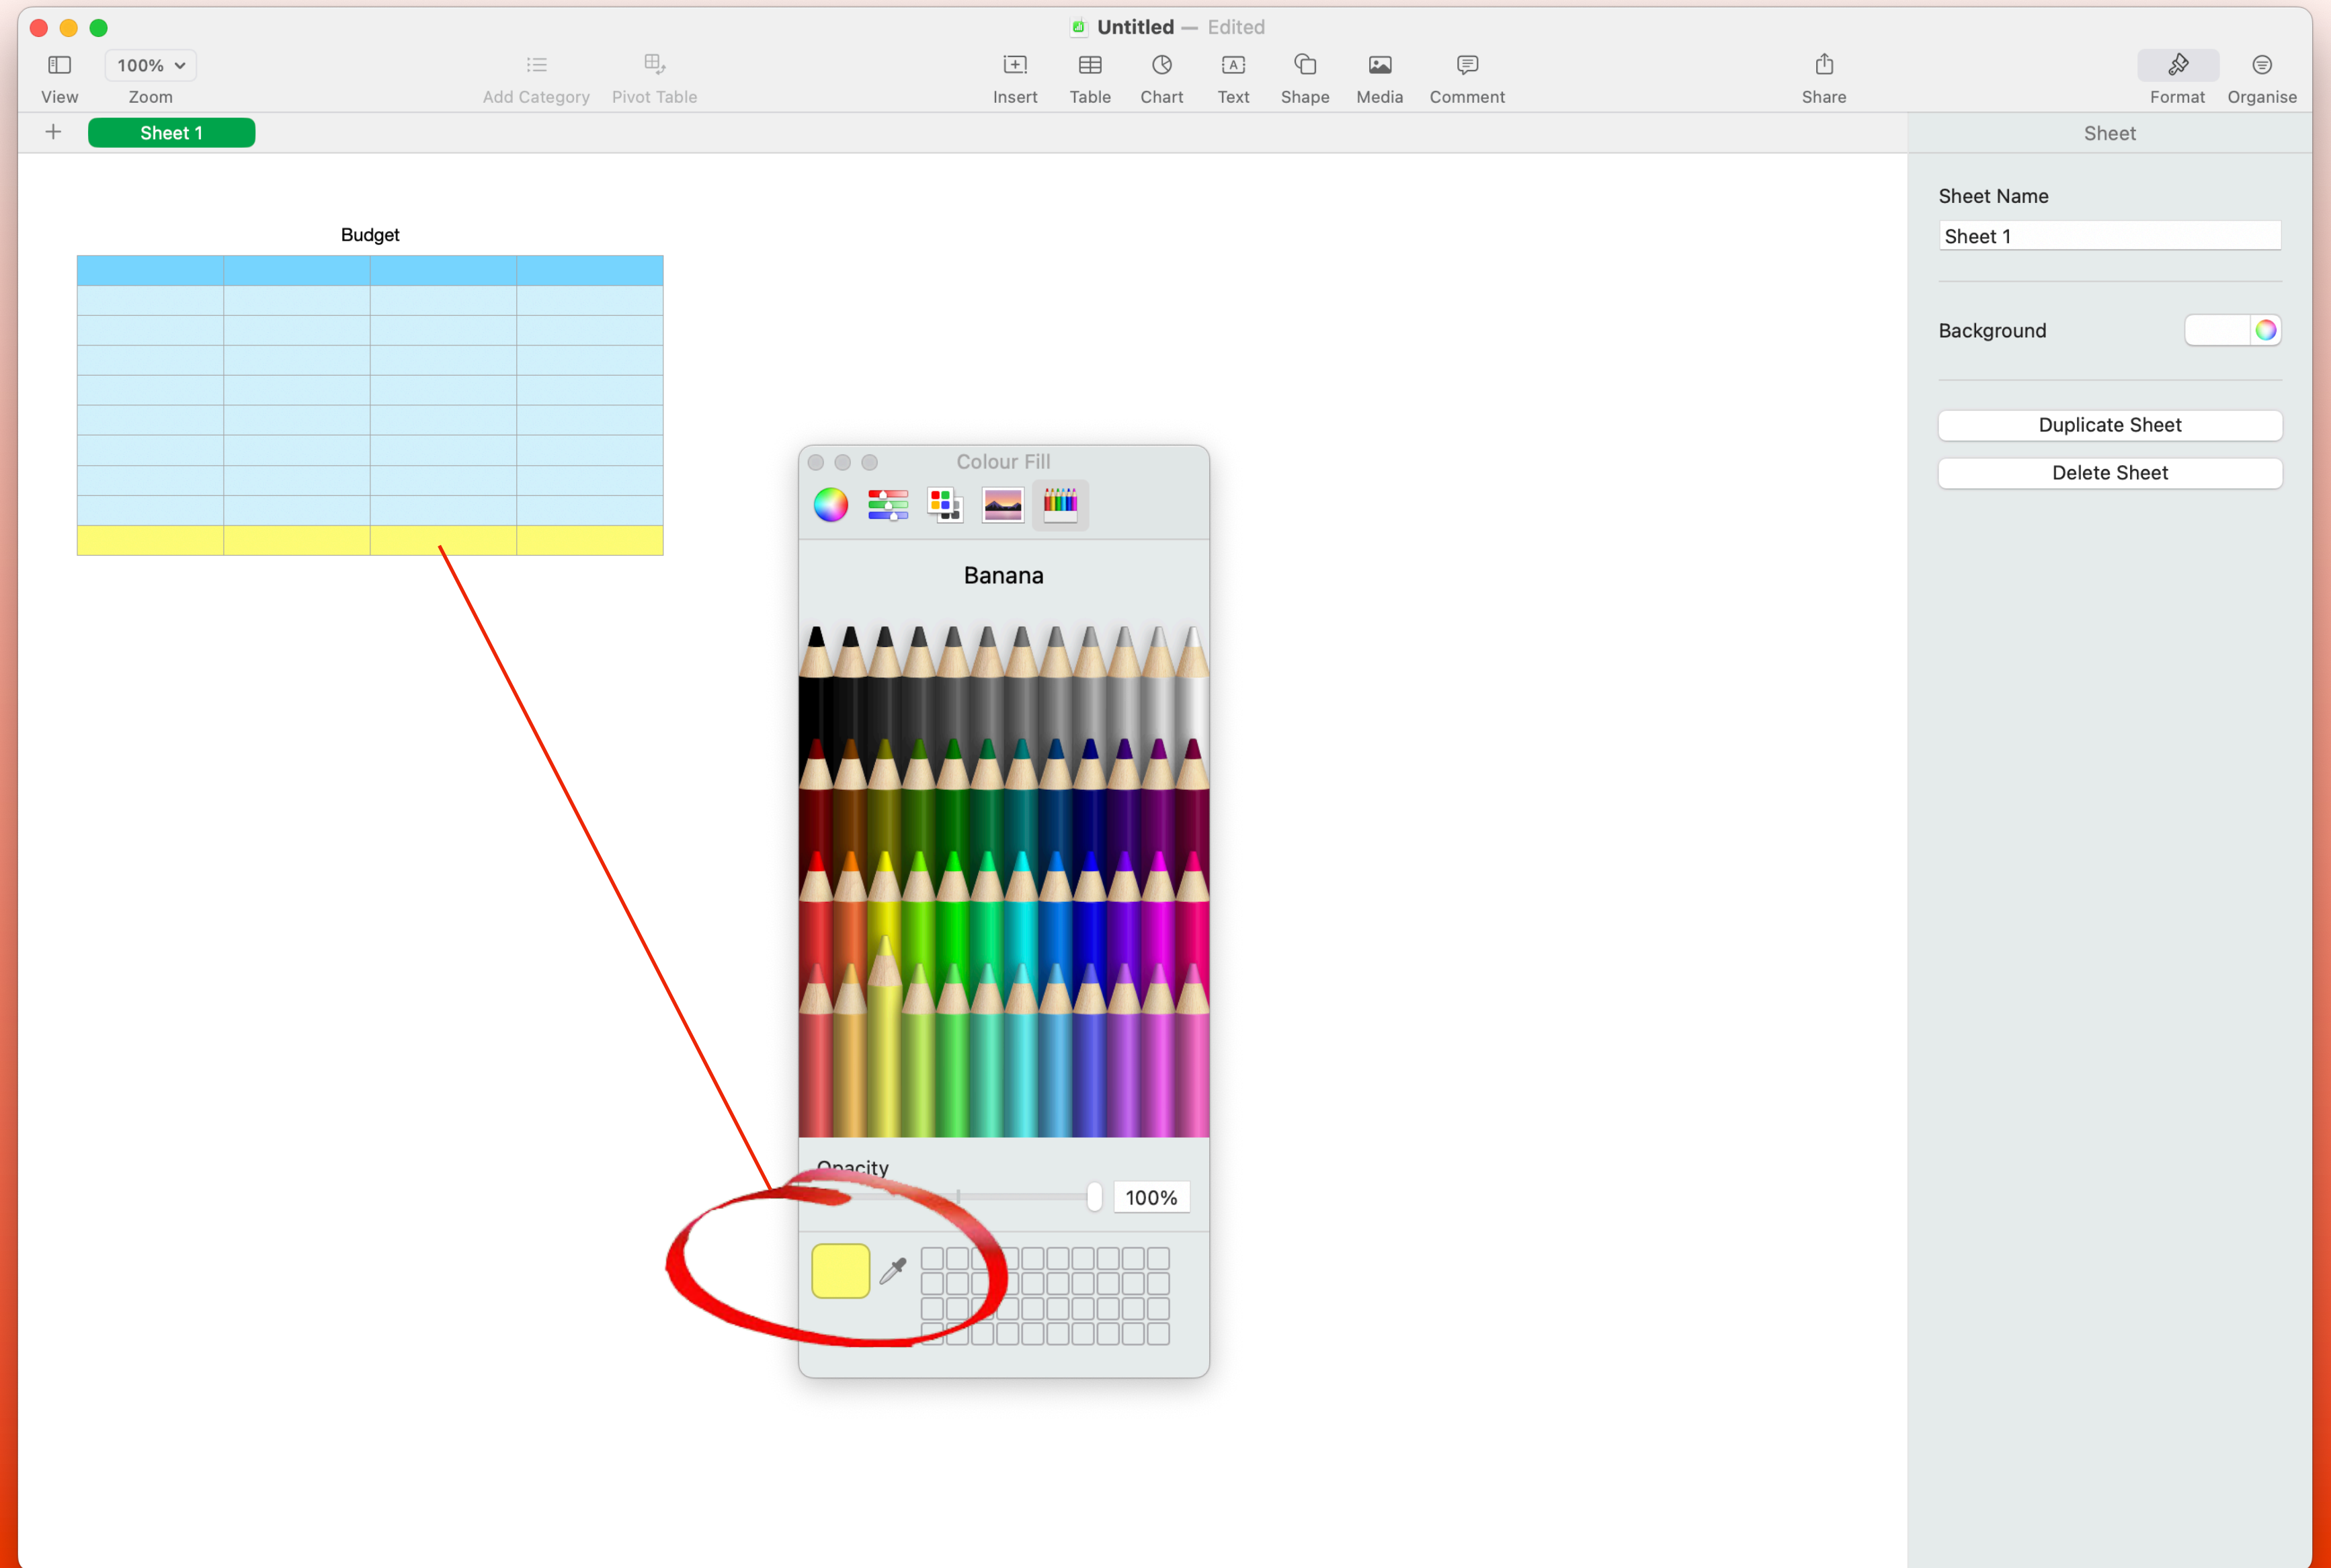 Untitled — Edited
100%
View Zoom Add Category Pivot Table Insert Table Chart Text Shape Media Comment Share Format Organise
Sheet 1
Sheet
Sheet Name
Sheet 1
Background
Duplicate Sheet
Delete Sheet
Budget
Colour Fill
Banana
Opacity
100%